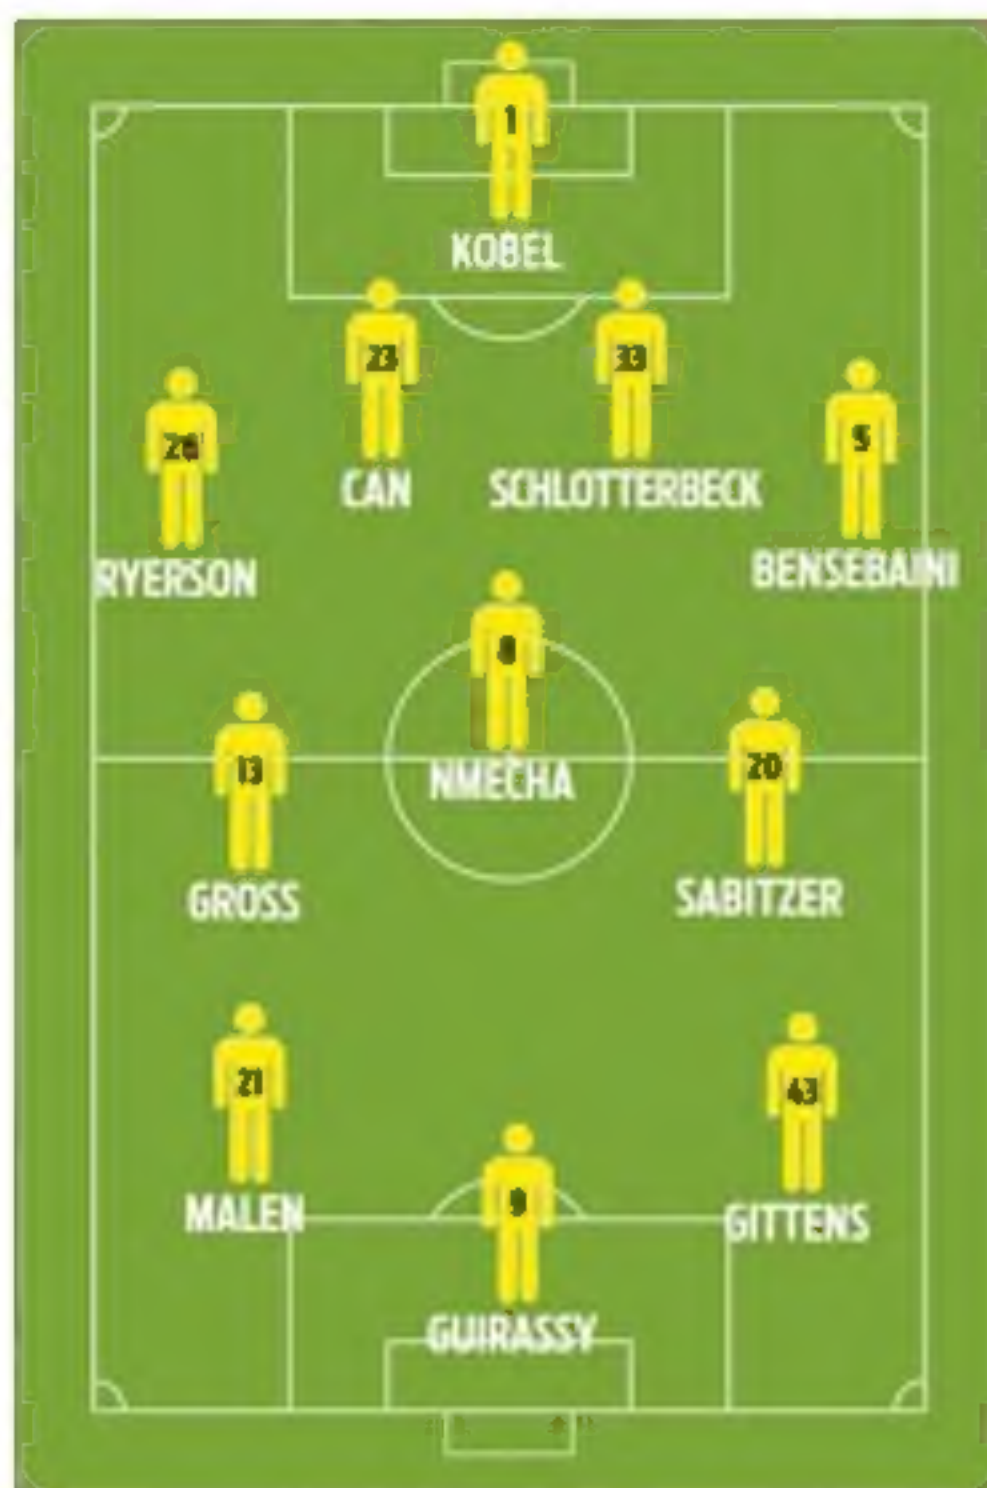 1
KOBEL
23
33
CAN
SCHLOTTERBECK
26
5
RYERSON
BENSEBAINI
8
NMECHA
13
20
GROSS
SABITZER
21
43
MALEN
GITTENS
9
GUIRASSY